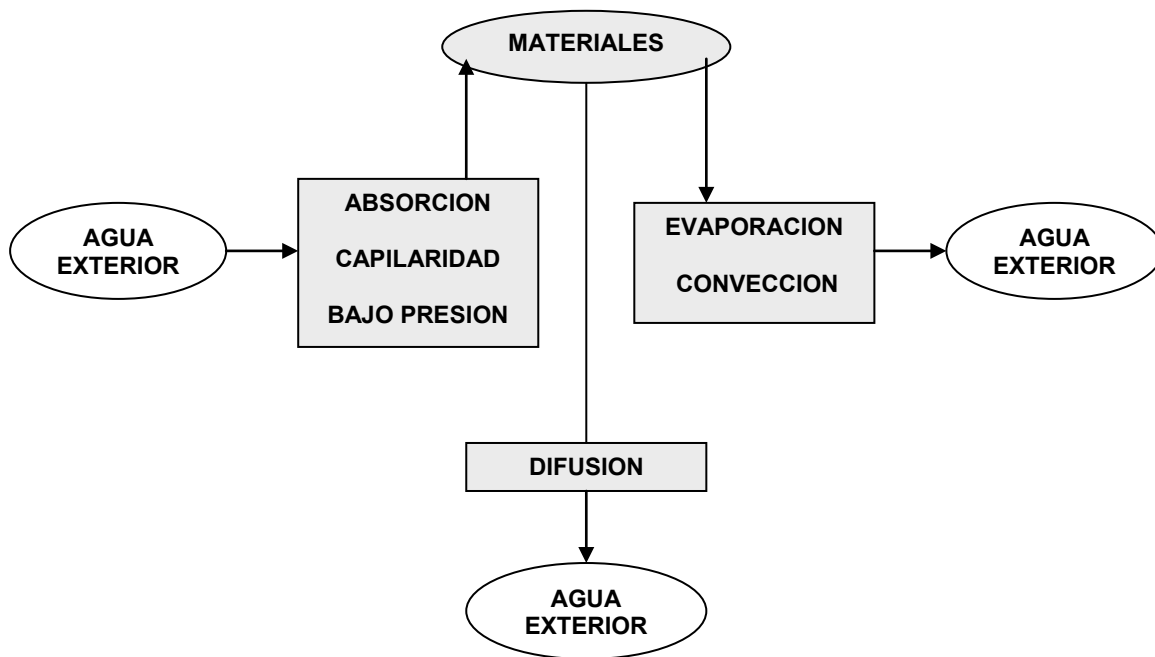 MATERIALES
ABSORCION
CAPILARIDAD
BAJO PRESION
AGUA
EXTERIOR
EVAPORACION
CONVECCION
AGUA
EXTERIOR
DIFUSION
AGUA
EXTERIOR